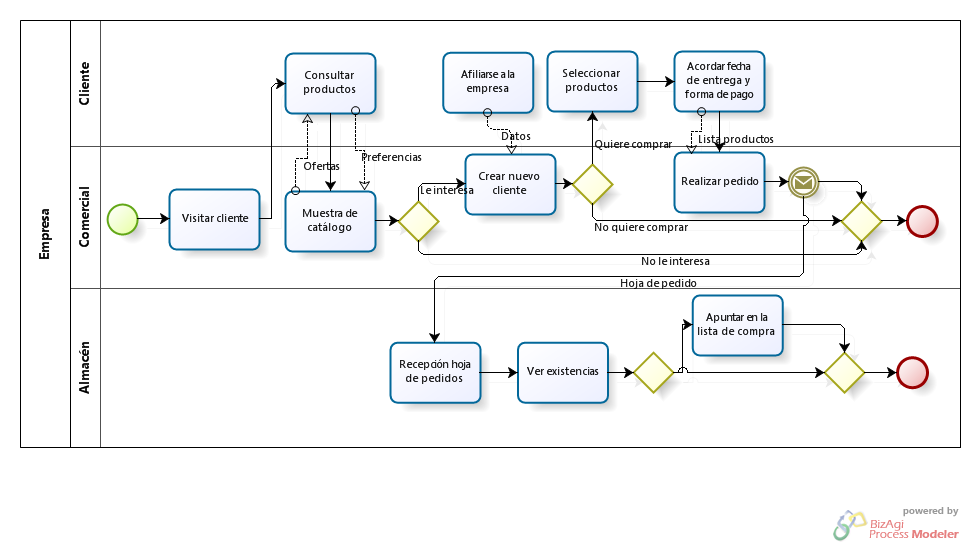 Empresa
Cliente
Consultar
productos
Afiliarse a la
empresa
Seleccionar
productos
Acordar fecha
de entrega y
forma de pago
Ofertas
Preferencias
Datos
Quiere comprar
Lista productos
Comercial
Visitar cliente
Muestra de
catálogo
Le interesa
Crear nuevo
cliente
Realizar pedido
No quiere comprar
No le interesa
Hoja de pedido
Almacén
Recepción hoja
de pedidos
Ver existencias
Apuntar en la
lista de compra
powered by
BizAgi
Process Modeler